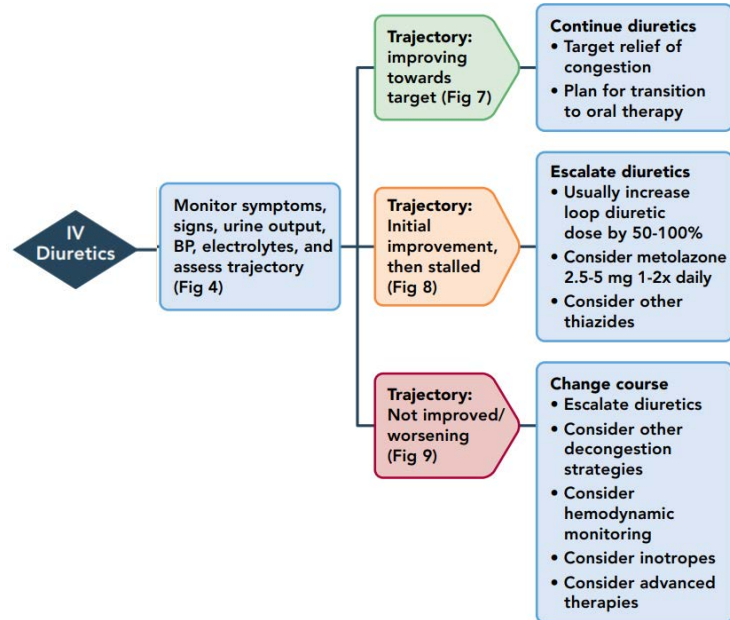 IV
Diuretics
Monitor symptoms,
signs, urine output,
BP, electrolytes, and
assess trajectory
(Fig 4)
Trajectory:
improving
towards
target (Fig 7)
Continue diuretics
• Target relief of
congestion
• Plan for transition
to oral therapy
Trajectory:
Initial
improvement,
then stalled
(Fig 8)
Escalate diuretics
• Usually increase
loop diuretic
dose by 50-100%
• Consider metolazone
2.5-5 mg 1-2x daily
• Consider other
thiazides
Trajectory:
Not improved/
worsening
(Fig 9)
Change course
• Escalate diuretics
• Consider other
decongestion
strategies
• Consider
hemodynamic
monitoring
• Consider inotropes
• Consider advanced
therapies